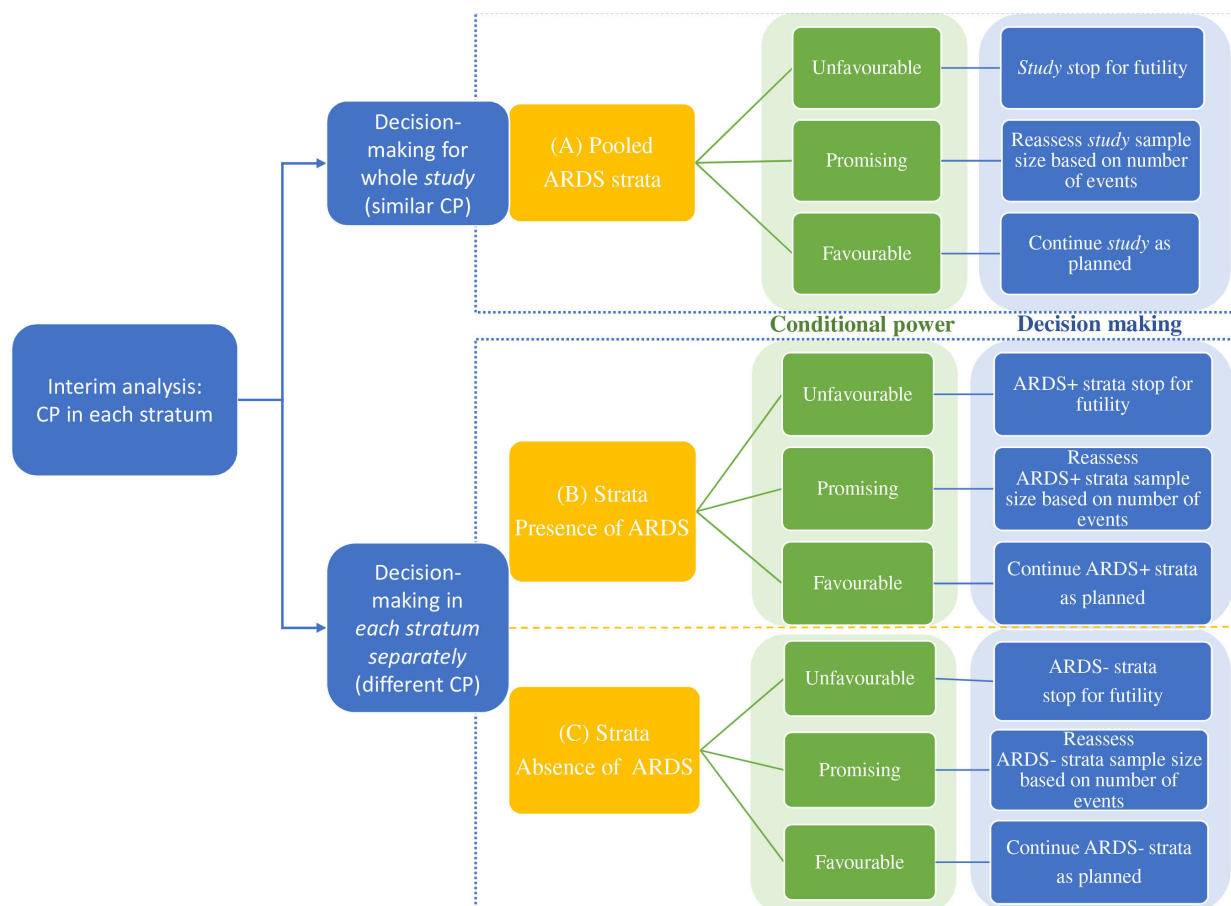 Interim analysis:
CP in each stratum
Decision-
making for
whole study
(similar CP)
(A) Pooled
ARDS strata
Unfavourable
Study stop for futility
Promising
Reassess study sample
size based on number
of events
Favourable
Continue study as
planned
Conditional power
Decision making
Decision-
making in
each stratum
separately
(different CP)
(B) Strata
Presence of ARDS
Unfavourable
ARDS+ strata stop for
futility
Promising
Reassess
ARDS+ strata sample
size based on number of
events
Favourable
Continue ARDS+ strata
as planned
(C) Strata
Absence of ARDS
Unfavourable
ARDS- strata
stop for futility
Promising
Reassess
ARDS- strata sample size
based on number of
events
Favourable
Continue ARDS- strata
as planned